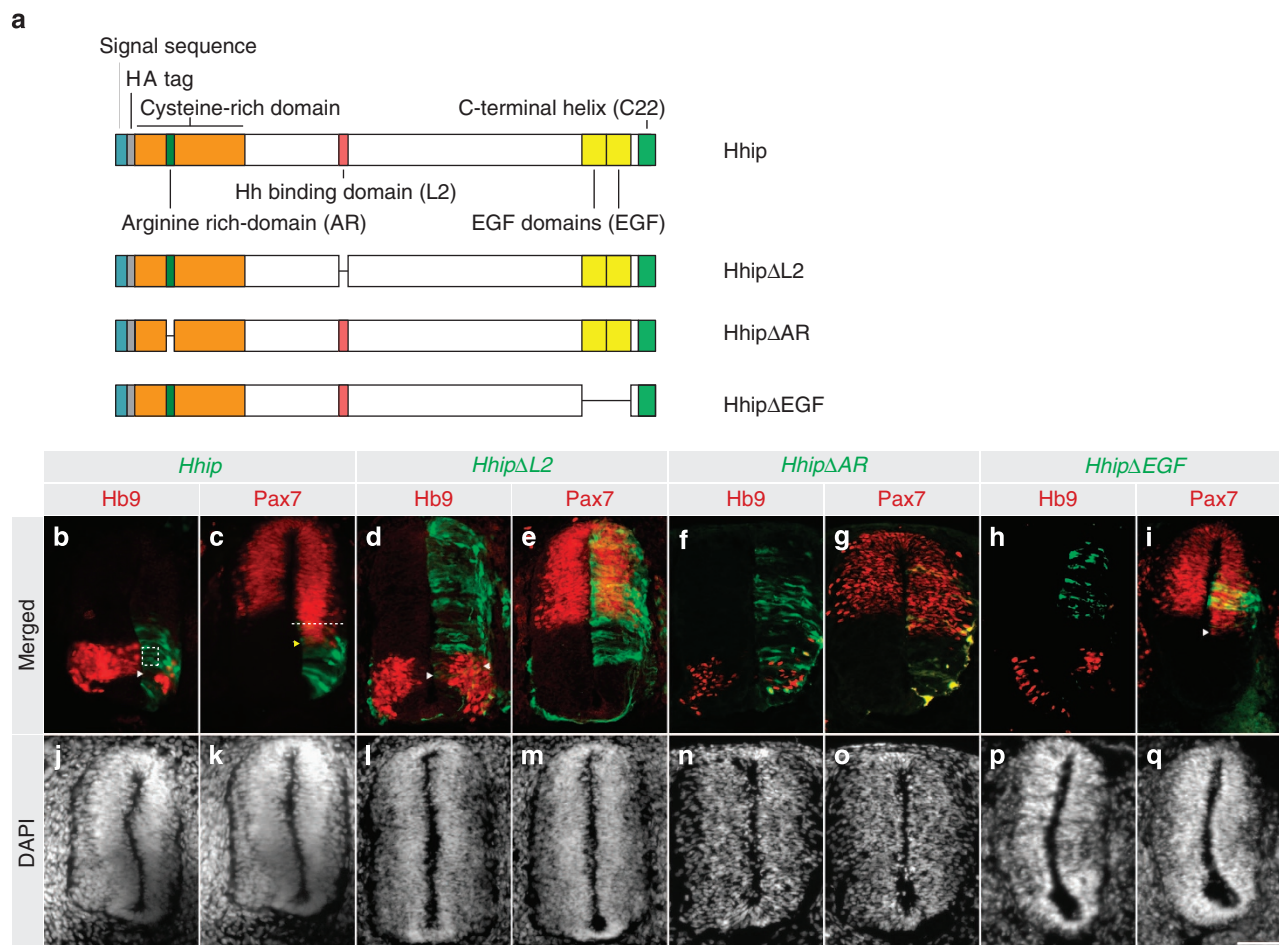 a
Signal sequence
HA tag
Cysteine-rich domain
C-terminal helix (C22)
Hhip
Hh binding domain (L2)
Arginine rich-domain (AR)
EGF domains (EGF)
HhipΔL2
HhipΔAR
HhipΔEGF
Hhip
HhipΔL2
HhipΔAR
HhipΔEGF
Hb9
Pax7
Hb9
Pax7
Hb9
Pax7
Hb9
Pax7
Merged
b
c
d
e
f
g
h
i
DAPI
j
k
l
m
n
o
p
q